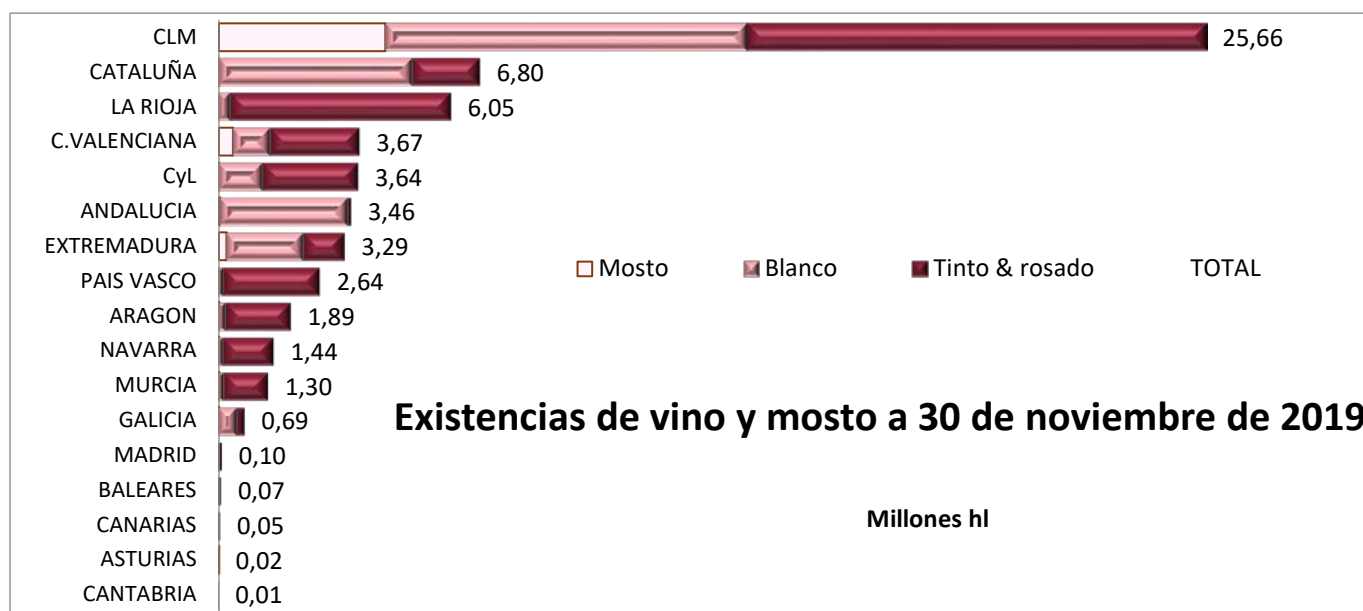 CLM 25,66
CATALUÑA 6,80
LA RIOJA 6,05
C.VALENCIANA 3,67
CyL 3,64
ANDALUCIA 3,46
EXTREMADURA 3,29
Mosto Blanco Tinto & rosado TOTAL
PAIS VASCO 2,64
ARAGON 1,89
NAVARRA 1,44
MURCIA 1,30
GALICIA 0,69
Existencias de vino y mosto a 30 de noviembre de 2019
MADRID 0,10
BALEARES 0,07
Millones hl
CANARIAS 0,05
ASTURIAS 0,02
CANTABRIA 0,01